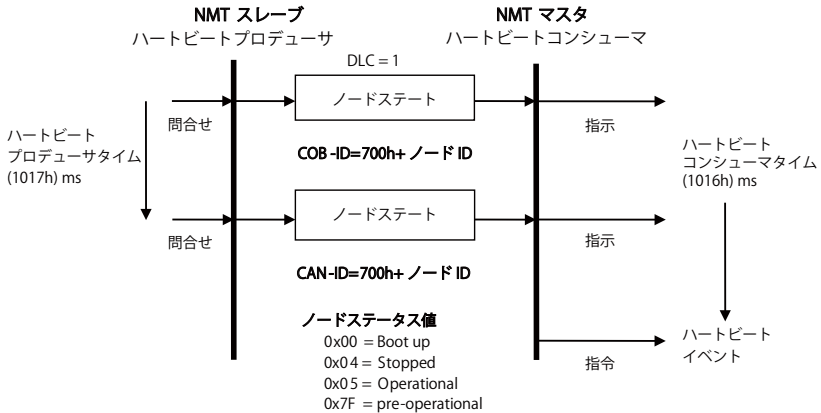 NMT スレーブ
ハートビートプロデューサ
NMT マスタ
ハートビートコンシューマ
DLC = 1
ノードステート
問合せ
指示
COB-ID=700h+ ノード ID
ハートビート
プロデューサタイム
(1017h) ms
ハートビート
コンシューマタイム
(1016h) ms
ノードステート
問合せ
指示
CAN-ID=700h+ ノード ID
ノードステータス値
0x00 = Boot up
0x04 = Stopped
0x05 = Operational
0x7F = pre-operational
指令
ハートビート
イベント